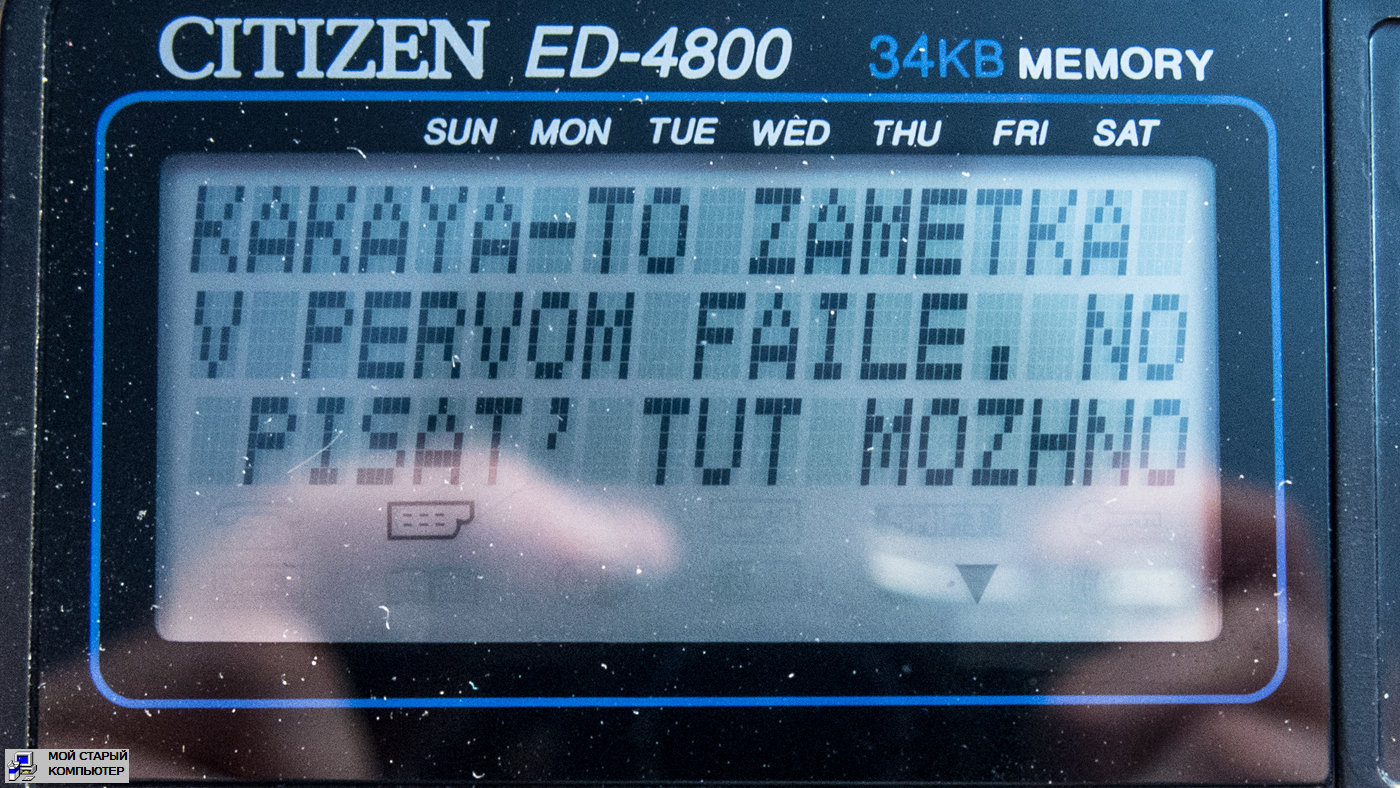 CITIZEN ED-4800 34KB MEMORY
SUN MON TUE WED THU FRI SAT
KAKAYA-TO ZAMETKA
V PERVOM FAILE. NO
PISAT' TUT MOZHNO
МОЙ СТАРЫЙ
КОМПЬЮТЕР